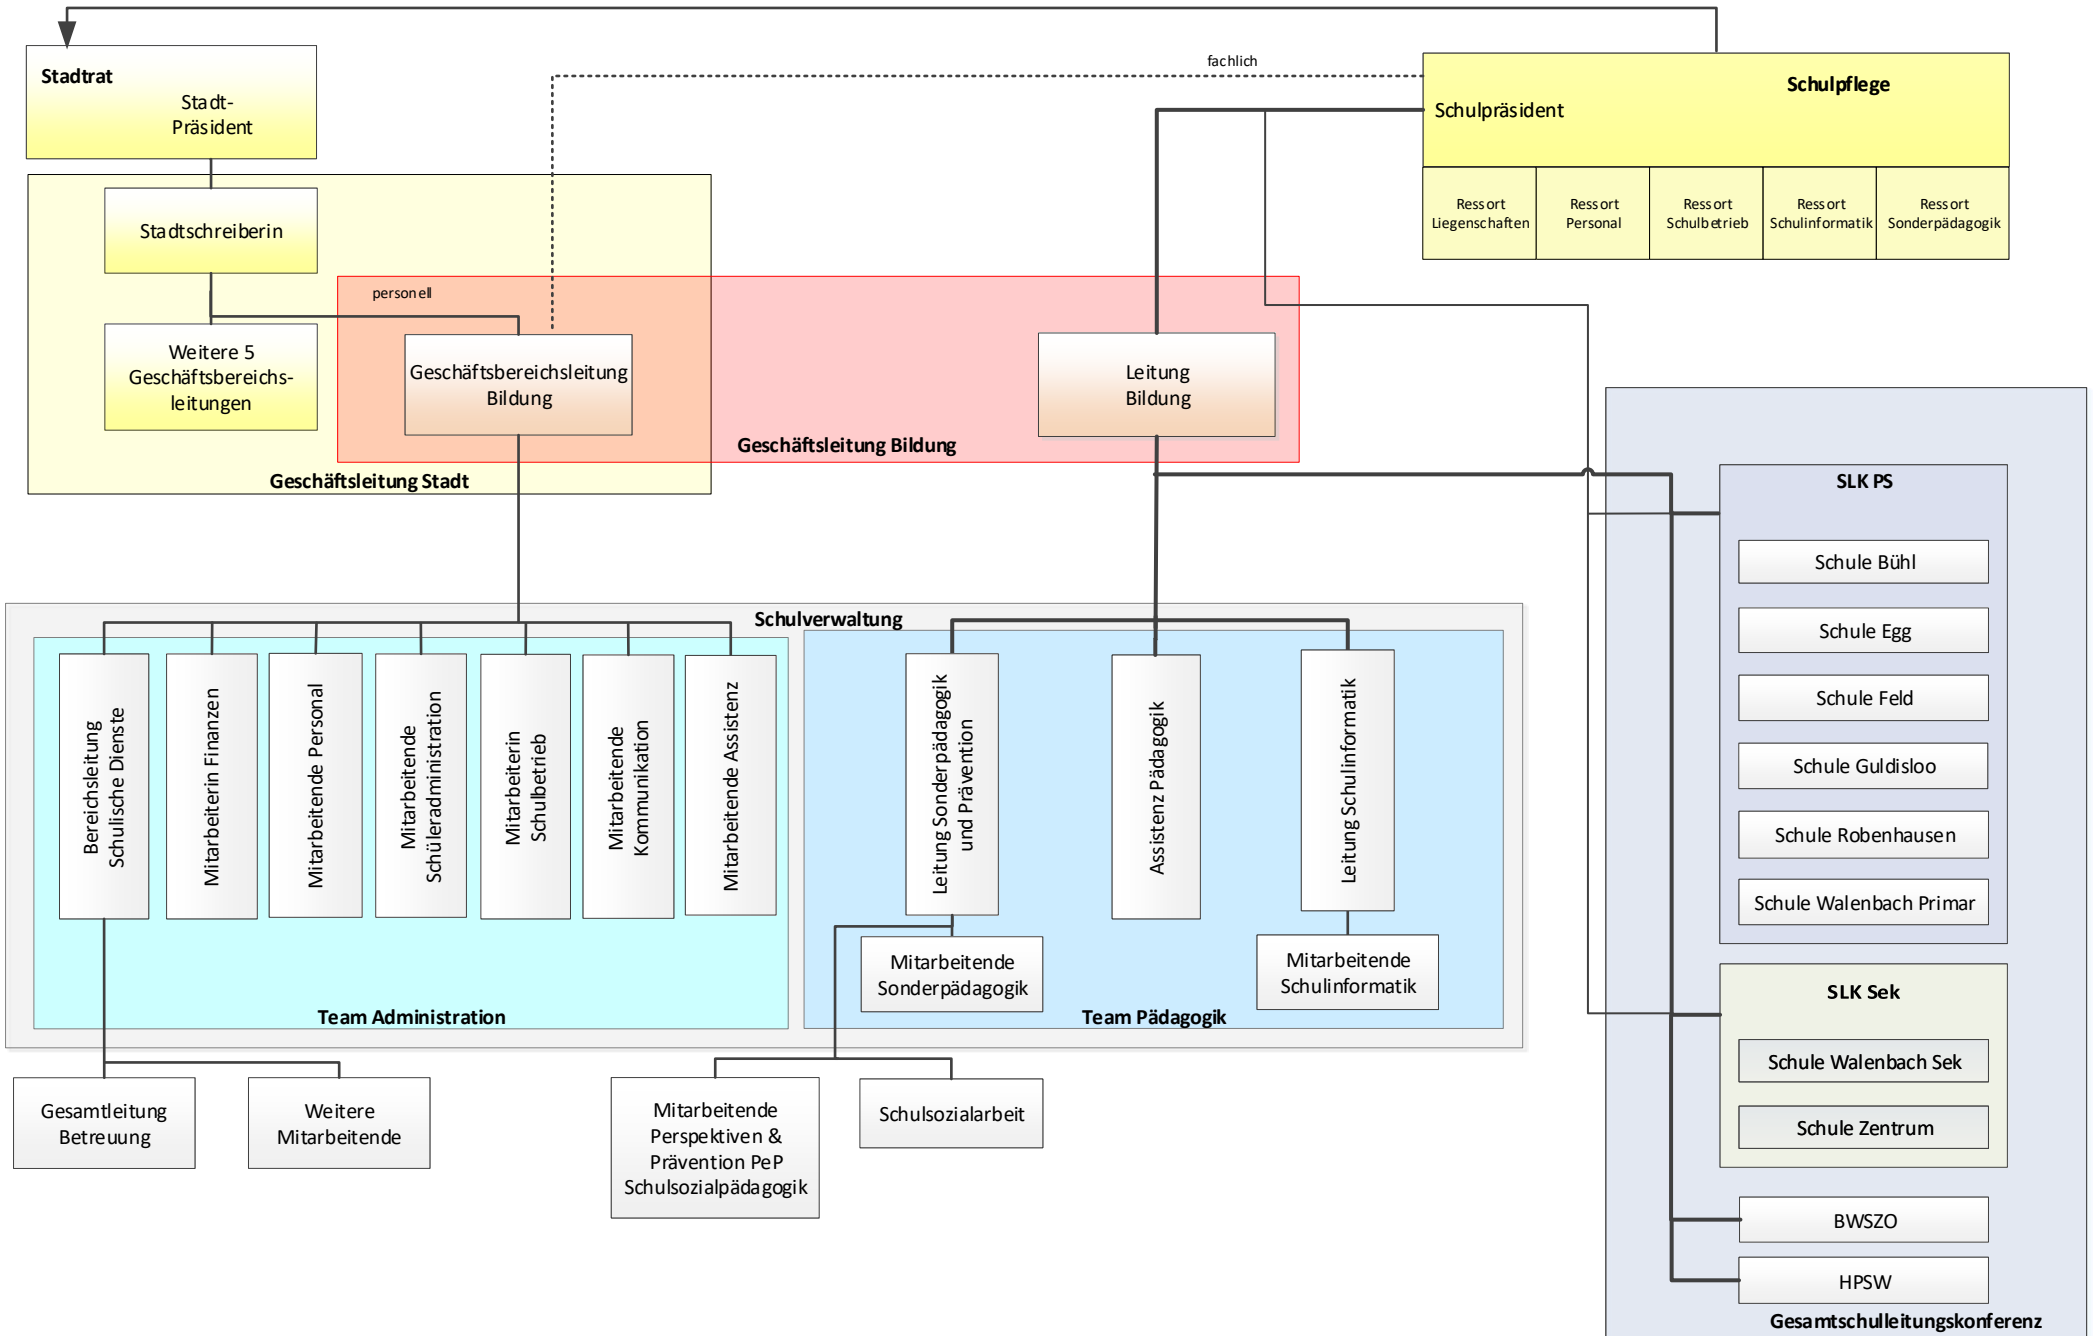 fachlich
Stadtrat
Stadt-
Präsident
Schulpflege
Schulpräsident
Ressort
Liegenschaften
Ressort
Personal
Ressort
Schulbetrieb
Ressort
Schulinformatik
Ressort
Sonderpädagogik
Stadtschreiberin
personell
Weitere 5
Geschäftsbereichs-
leitungen
Geschäftsbereichsleitung
Bildung
Leitung
Bildung
Geschäftsleitung Bildung
Geschäftsleitung Stadt
SLK PS
Schule Bühl
Schule Egg
Schule Feld
Schule Guldisloo
Schule Robenhausen
Schule Walenbach Primar
SLK Sek
Schule Walenbach Sek
Schule Zentrum
BWSZO
HPSW
Gesamtschulleitungskonferenz
Schulverwaltung
Bereichsleitung
Schulische Dienste
Mitarbeiterin Finanzen
Mitarbeitende Personal
Mitarbeitende
Schüleradministration
Mitarbeiterin
Schulbetrieb
Mitarbeitende
Kommunikation
Mitarbeitende Assistenz
Team Administration
Leitung Sonderpädagogik
und Prävention
Assistenz Pädagogik
Leitung Schulinformatik
Mitarbeitende
Sonderpädagogik
Mitarbeitende
Schulinformatik
Team Pädagogik
Gesamtleitung
Betreuung
Weitere
Mitarbeitende
Mitarbeitende
Perspektiven &
Prävention PeP
Schulsozialpädagogik
Schulsozialarbeit